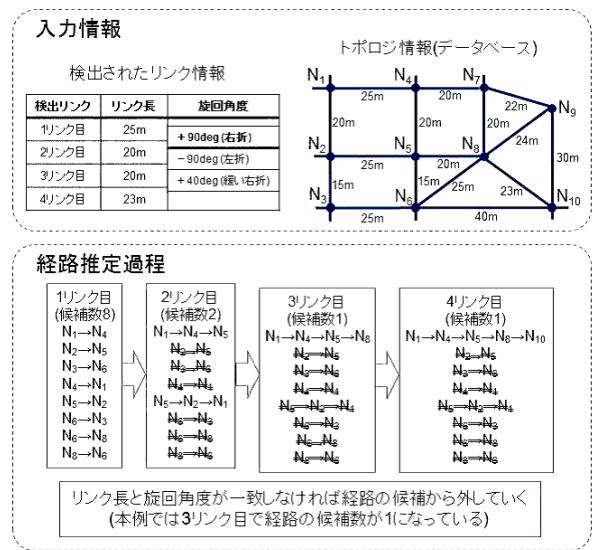 入力情報
検出されたリンク情報
検出リンク リンク長 旋回角度
1リンク目 25m
+90deg(右折)
2リンク目 20m
-90deg(左折)
3リンク目 20m
+40deg(緩い右折)
4リンク目 23m
トポロジ情報(データベース)
N1 N4 N7
25m 20m 22m N9
20m 20m 20m 24m
N2 N5 N8 30m
25m 20m
15m 15m 25m 23m
N3 N6 N10
25m 40m
経路推定過程
1リンク目
(候補数8)
N1→N4
N2→N5
N3→N6
N4→N1
N5→N2
N6→N3
N6→N8
N8→N6
2リンク目
(候補数2)
N1→N4→N5
N2→N5
N3→N6
N4→N4
N5→N2→N1
N6→N3
N6→N8
N8→N6
3リンク目
(候補数1)
N1→N4→N5→N8
N2→N5
N3→N6
N4→N4
N5→N2→N4
N6→N3
N6→N8
N8→N6
4リンク目
(候補数1)
N1→N4→N5→N8→N10
N2→N5
N3→N6
N4→N4
N5→N2→N4
N6→N3
N6→N8
N8→N6
リンク長と旋回角度が一致しなければ経路の候補から外していく
(本例では3リンク目で経路の候補数が1になっている)